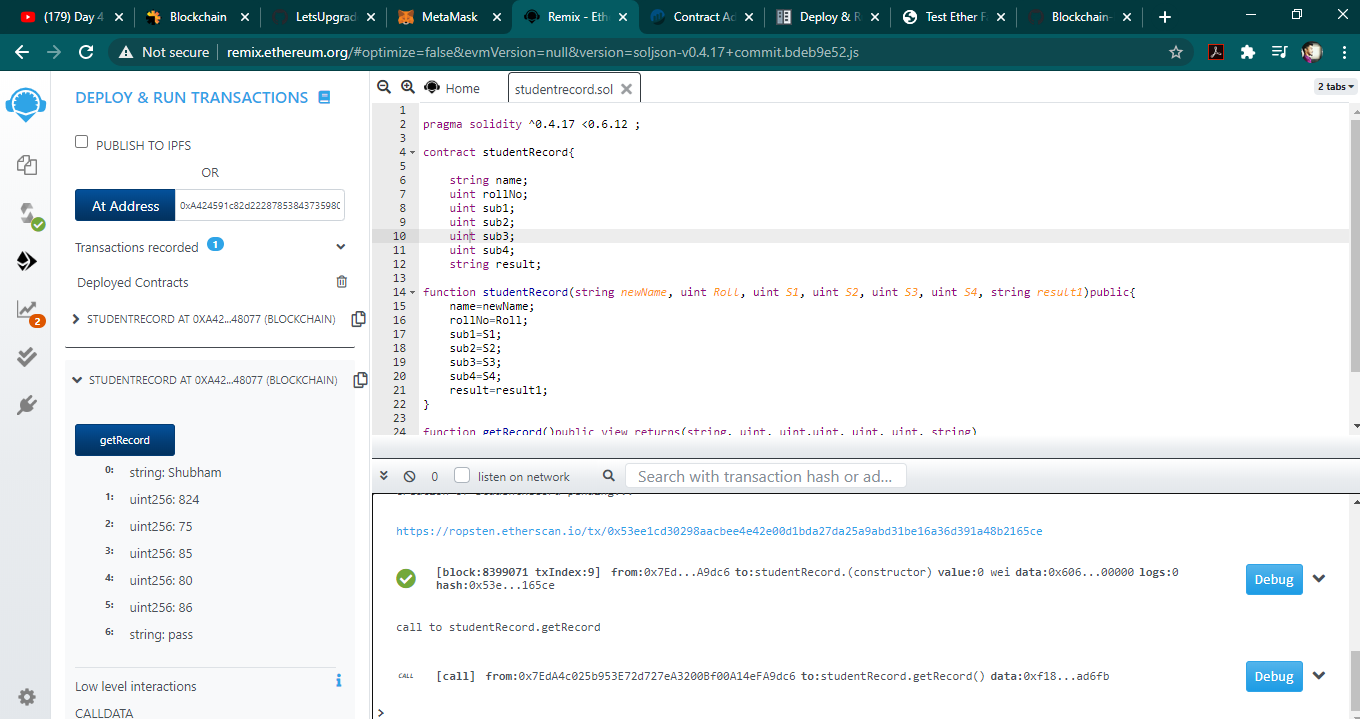 (179) Day 4
Blockchain
LetsUpgrad
MetaMask
Remix - Eth
Contract Ad
Deploy & R
Test Ether F
Blockchain-
Not secure
remix.ethereum.org/#optimize=false&evmVersion=null&version=soljson-v0.4.17+commit.bdeb9e52.js
DEPLOY & RUN TRANSACTIONS
PUBLISH TO IPFS
OR
At Address
0xA424591c82d22287853843735980
Transactions recorded 1
Deployed Contracts
STUDENTRECORD AT 0XA42...48077 (BLOCKCHAIN)
2
STUDENTRECORD AT 0XA42...48077 (BLOCKCHAIN)
getRecord
0: string: Shubham
1: uint256: 824
2: uint256: 75
3: uint256: 85
4: uint256: 80
5: uint256: 86
6: string: pass
Low level interactions
i
CALLDATA
Home
studentrecord.sol
2 tabs
1
2 pragma solidity ^0.4.17 <0.6.12 ;
3
4 contract studentRecord{
5
6 string name;
7 uint rollNo;
8 uint sub1;
9 uint sub2;
10 uint sub3;
11 uint sub4;
12 string result;
13
14 function studentRecord(string newName, uint Roll, uint S1, uint S2, uint S3, uint S4, string result1)public{
15 name=newName;
16 rollNo=Roll;
17 sub1=S1;
18 sub2=S2;
19 sub3=S3;
20 sub4=S4;
21 result=result1;
22 }
23
24 function getRecord()public view returns(string, uint, uint,uint, uint, uint, string)
0
listen on network
Search with transaction hash or ad...
creation of studentRecord pending...
https://ropsten.etherscan.io/tx/0x53ee1cd30298aacbee4e42e00d1bda27da25a9abd31be16a36d391a48b2165ce
[block:8399071 txIndex:9] from:0x7Ed...A9dc6 to:studentRecord.(constructor) value:0 wei data:0x606...00000 logs:0
hash:0x53e...165ce
Debug
call to studentRecord.getRecord
CALL
[call] from:0x7EdA4c025b953E72d727eA3200Bf00A14eFA9dc6 to:studentRecord.getRecord() data:0xf18...ad6fb
Debug
>